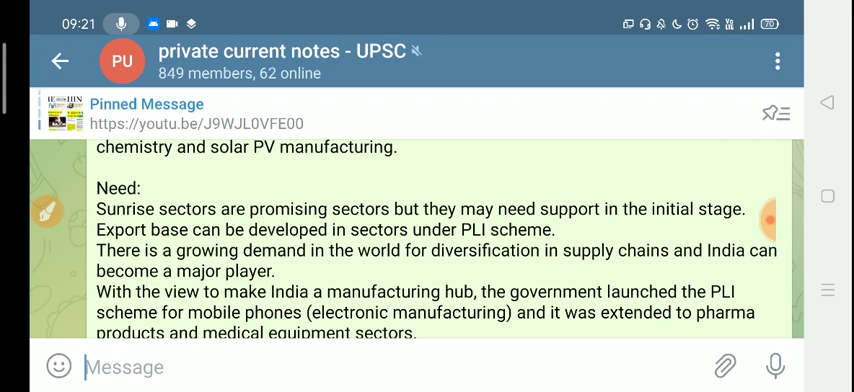 09:21
70
PU
private current notes - UPSC
849 members, 62 online
Pinned Message
https://youtu.be/J9WJL0VFE00
chemistry and solar PV manufacturing.
Need:
Sunrise sectors are promising sectors but they may need support in the initial stage.
Export base can be developed in sectors under PLI scheme.
There is a growing demand in the world for diversification in supply chains and India can
become a major player.
With the view to make India a manufacturing hub, the government launched the PLI
scheme for mobile phones (electronic manufacturing) and it was extended to pharma
products and medical equipment sectors.
Message